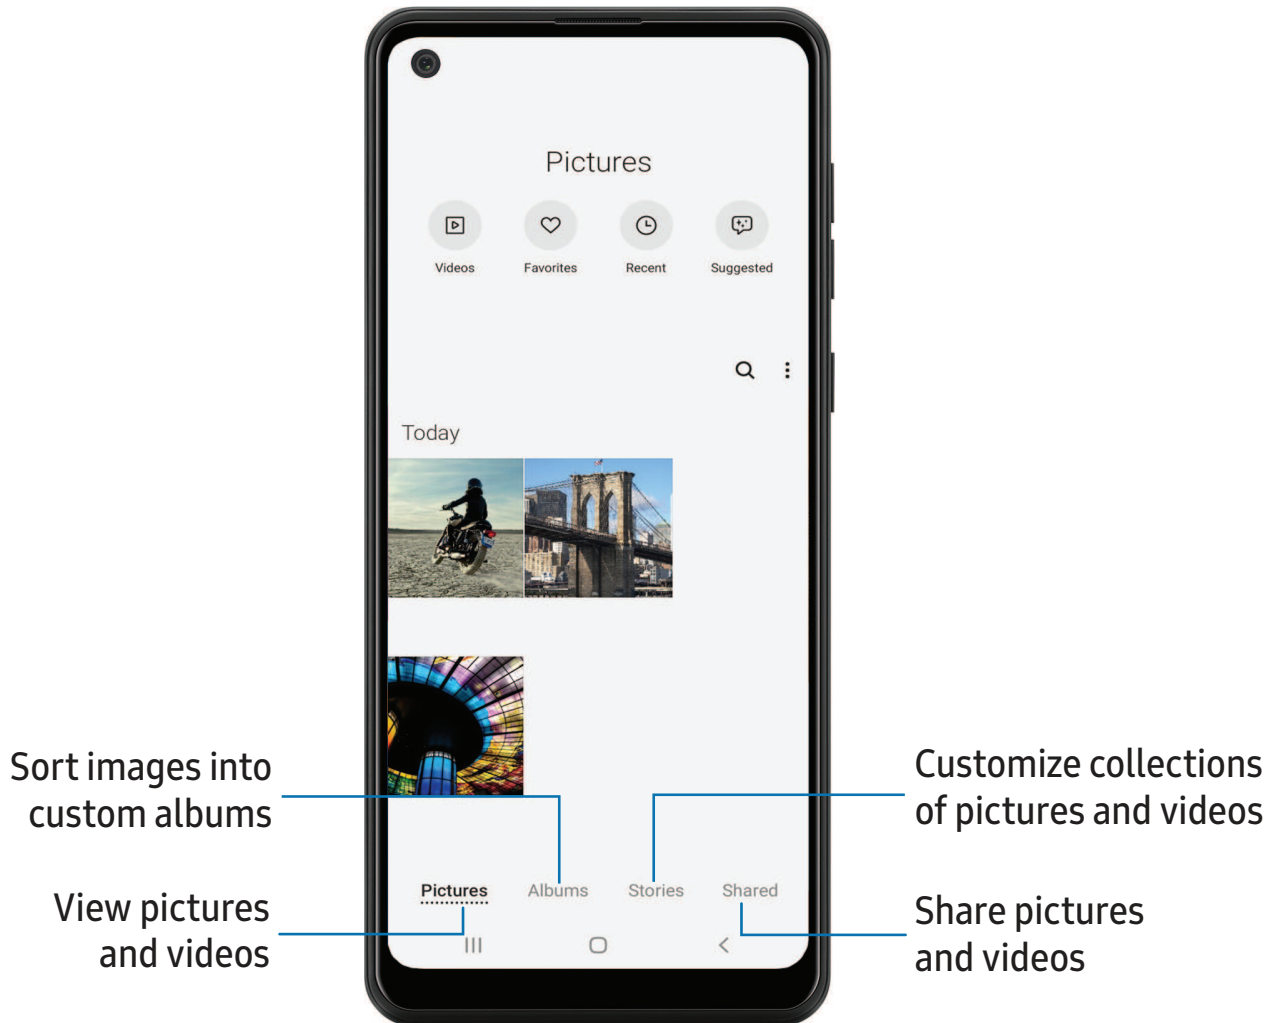 Pictures
Videos Favorites Recent Suggested
Today
Sort images into
custom albums
Customize collections
of pictures and videos
Pictures Albums Stories Shared
View pictures
and videos
Share pictures
and videos